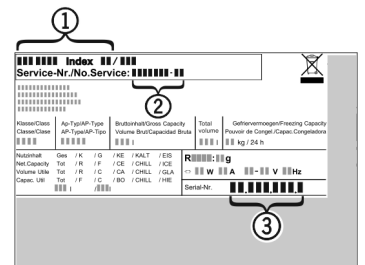 1
Index /
Service-Nr./No.Service: -
2
Klasse/Class Ap-Typ/AP-Type Bruttoinhalt/Gross Capacity Total Gefriervermoegen/Freezing Capacity
Classe/Clase AP-Type/AP-Tipo Volume Brut/Capacidad Bruta volume Pouvoir de Congel./Capac.Congeladora
l l kg / 24 h
Nutzinhalt Ges / K / G / KE / KALT / EIS
Net.Capacity Tot / R / F / CE / CHILL / ICE
Volume Utile Tot / R / C / CA / CHILL / GLA
Capac. Util Tot / F / C / BO / CHILL / HIE
l / l
R : g
W A - V Hz
Serial-Nr. . . .
3